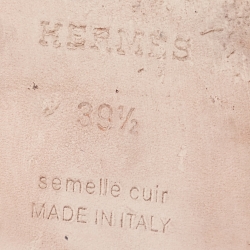 HERMES
39½
semelle cuir
MADE IN ITALY